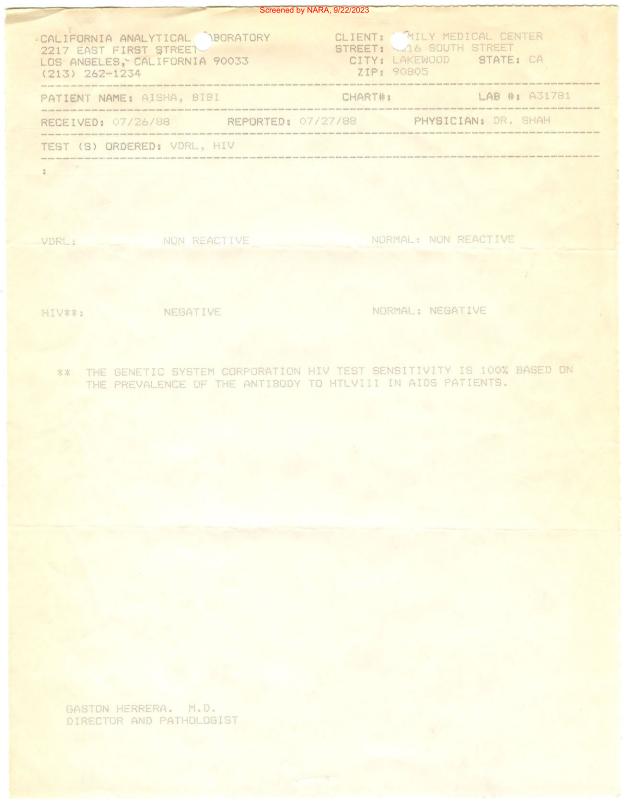 Screened by NARA, 9/22/2023
CALIFORNIA ANALYTICAL BORATORY CLIENT: MILY MEDICAL CENTER
2217 EAST FIRST STREET STREET: 16 SOUTH STREET
LOS ANGELES, CALIFORNIA 90033 CITY: LAKEWOOD STATE: CA
(213) 262-1234 ZIP: 90805
PATIENT NAME: AISHA, BIBI CHART#: LAB #: A31781
RECEIVED: 07/26/88 REPORTED: 07/27/88 PHYSICIAN: DR. SHAH
TEST (S) ORDERED: VDRL, HIV
:
VDRL: NON REACTIVE NORMAL: NON REACTIVE
HIV**: NEGATIVE NORMAL: NEGATIVE
** THE GENETIC SYSTEM CORPORATION HIV TEST SENSITIVITY IS 100% BASED ON
THE PREVALENCE OF THE ANTIBODY TO HTLVIII IN AIDS PATIENTS.
GASTON HERRERA. M.D.
DIRECTOR AND PATHOLOGIST